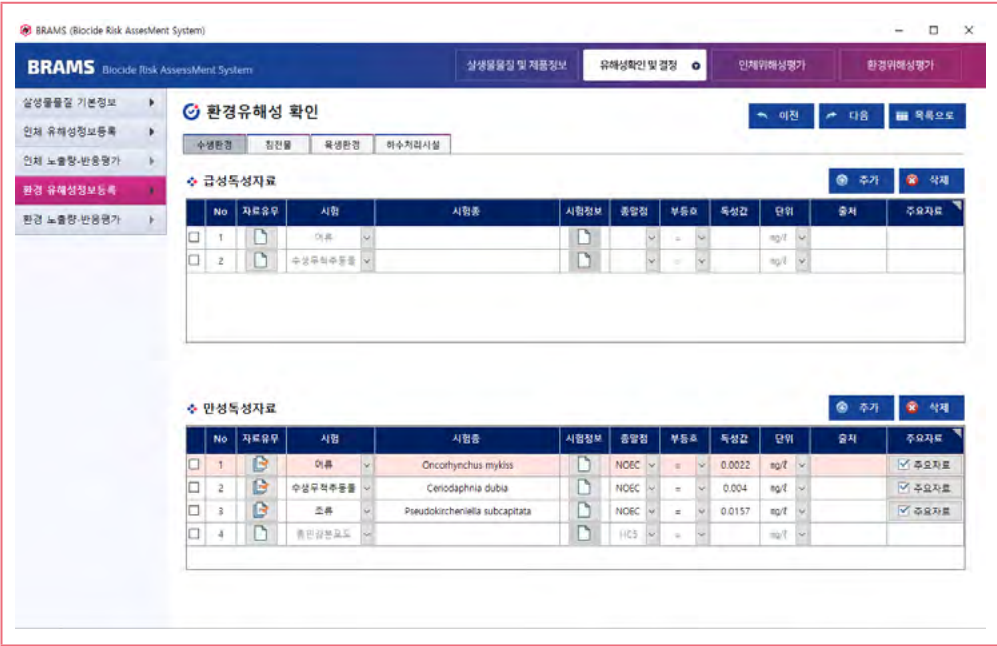 BRAMS (Biocide Risk AssesMent System)
BRAMS Biocide Risk AssessMent System
살생물물질 및 제품정보 유해성확인 및 결정 인체위해성평가 환경위해성평가
살생물물질 기본정보
인체 유해성정보등록
인체 노출량-반응평가
환경 유해성정보등록
환경 노출량-반응평가
환경유해성 확인
이전 다음 목록으로
수생환경 침전물 육생환경 하수처리시설
급성독성자료
추가 삭제
No 자료유무 시험 시험종 시험정보 종말점 부등호 독성값 단위 출처 주요자료
1 어류 = mg/ℓ
2 수생무척추동물 = mg/ℓ
만성독성자료
추가 삭제
No 자료유무 시험 시험종 시험정보 종말점 부등호 독성값 단위 출처 주요자료
1 어류 Oncorhynchus mykiss NOEC = 0.0022 mg/ℓ 주요자료
2 수생무척추동물 Ceriodaphnia dubia NOEC = 0.004 mg/ℓ 주요자료
3 조류 Pseudokircheniella subcapitata NOEC = 0.0157 mg/ℓ 주요자료
4 종민감분포도 HC5 = mg/ℓ